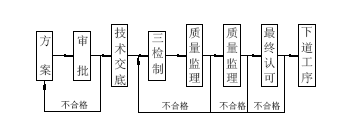 方案
审批
技术交底
三检制
质量监理
质量监理
最终认可
下道工序
不合格
不合格
不合格
不合格